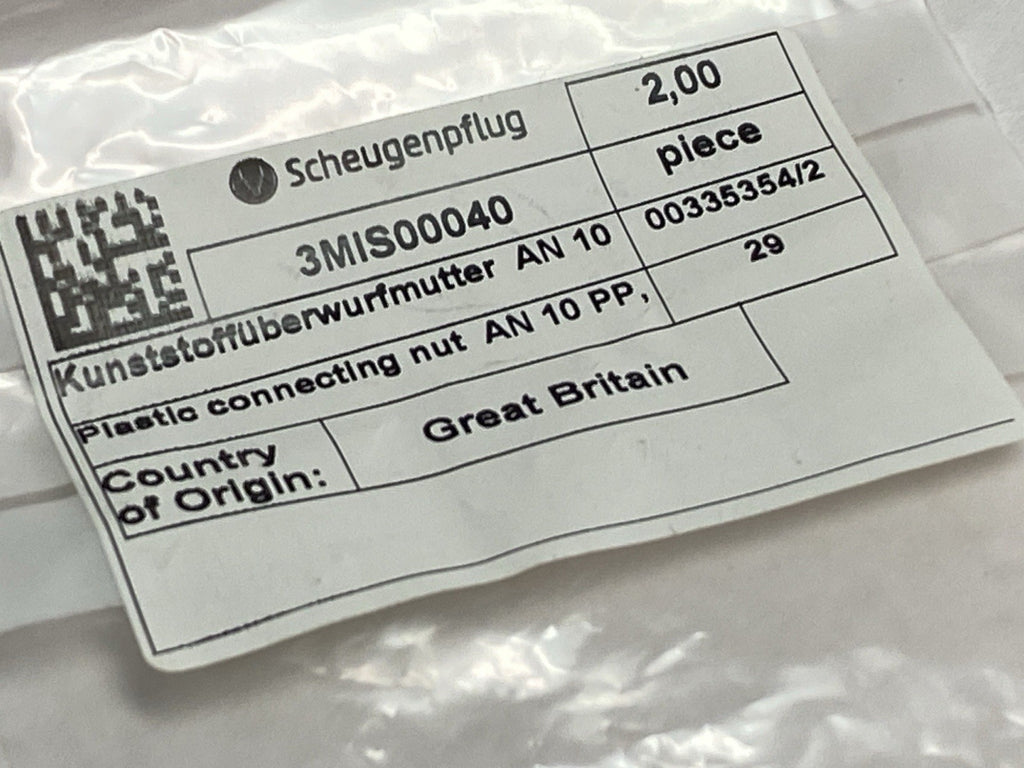 Scheugenpflug
2,00
3MIS00040
piece
Kunststoffüberwurfmutter AN 10
00335354/2
Plastic connecting nut AN 10 PP,
29
Country
of Origin:
Great Britain